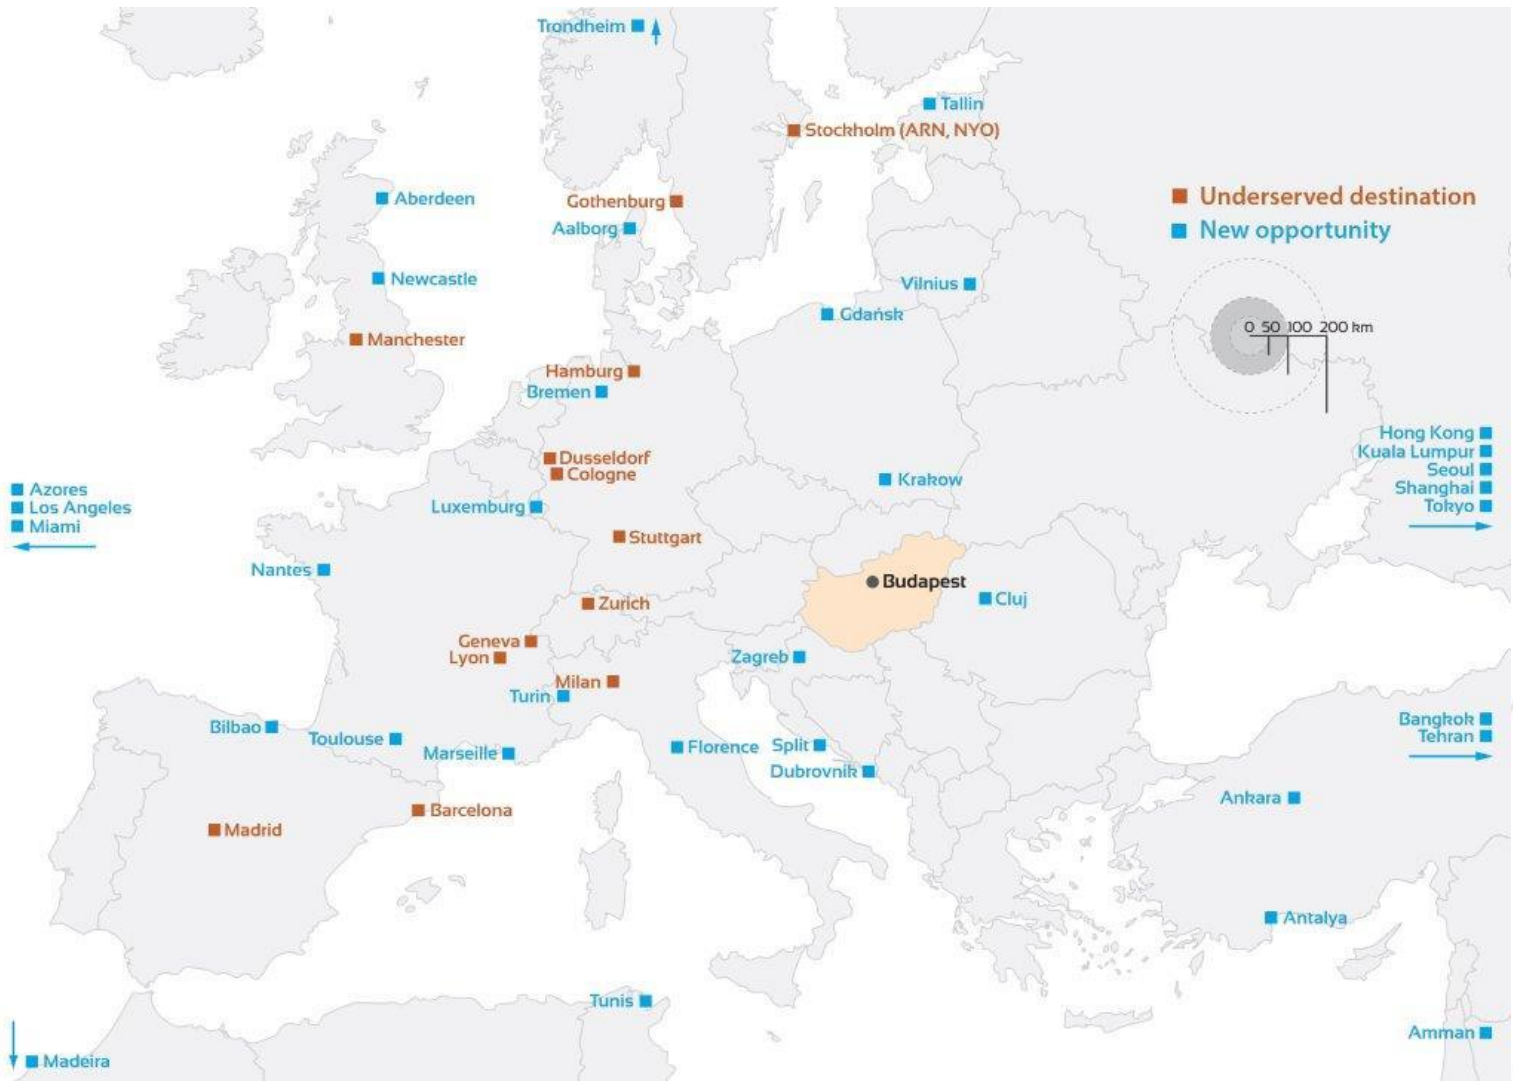 Trondheim
Tallin
Stockholm (ARN, NYO)
Underserved destination
New opportunity
Aberdeen
Gothenburg
Aalborg
Newcastle
Vilnius
Gdańsk
0 50 100 200 km
Manchester
Hamburg
Bremen
Hong Kong
Kuala Lumpur
Seoul
Shanghai
Tokyo
Dusseldorf
Cologne
Krakow
Azores
Los Angeles
Miami
Luxemburg
Stuttgart
Nantes
Budapest
Zurich
Cluj
Geneva
Lyon
Zagreb
Milan
Turin
Bilbao
Toulouse
Marseille
Florence
Split
Dubrovnik
Bangkok
Tehran
Ankara
Barcelona
Madrid
Antalya
Tunis
Amman
Madeira